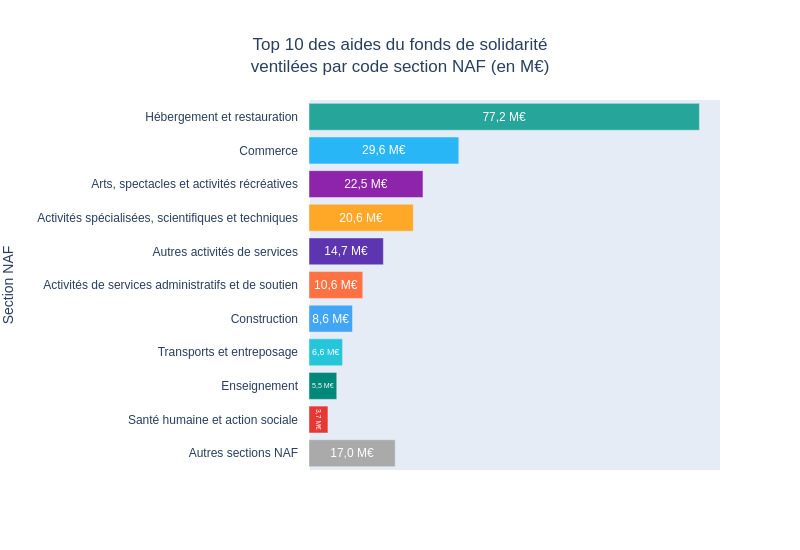 Top 10 des aides du fonds de solidarité
ventilées par code section NAF (en M€)
Section NAF
Hébergement et restauration 77,2 M€
Commerce 29,6 M€
Arts, spectacles et activités récréatives 22,5 M€
Activités spécialisées, scientifiques et techniques 20,6 M€
Autres activités de services 14,7 M€
Activités de services administratifs et de soutien 10,6 M€
Construction 8,6 M€
Transports et entreposage 6,6 M€
Enseignement 5,5 M€
Santé humaine et action sociale 3,7 M€
Autres sections NAF 17,0 M€